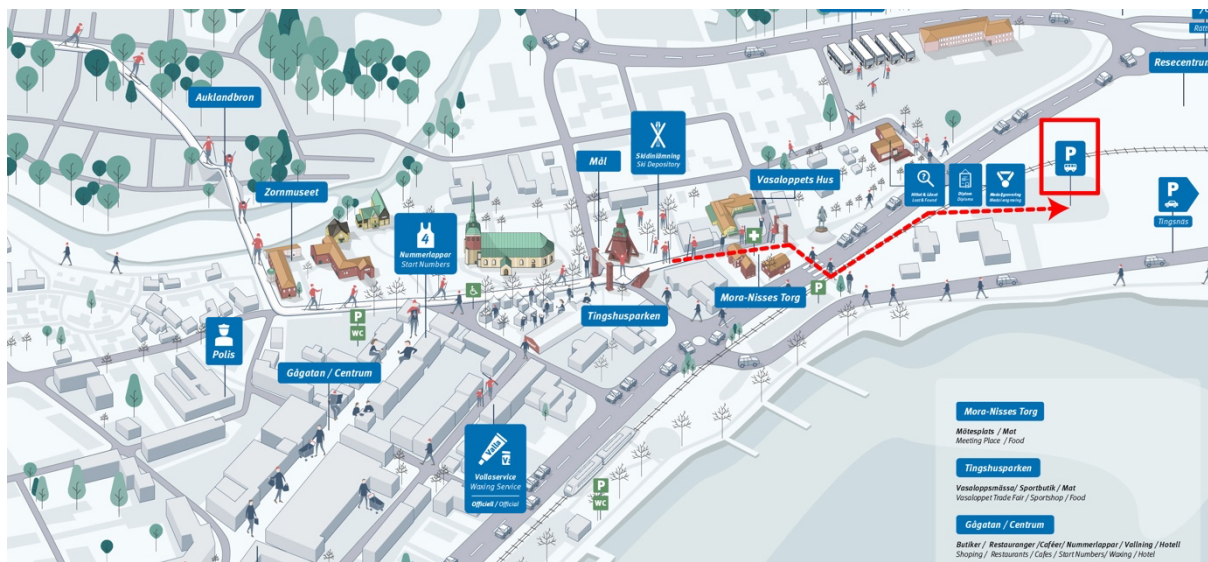 Resecentrum
Auklandbron
Skidinlämning
Ski Depository
P
Mål
Vasaloppets Hus
Zornmuseet
Diplom
Diploma
P
Tingsnäs
4
Nummerlappar
Start Numbers
Mora-Nisses Torg
P
Tingshusparken
P
WC
Polis
Gågatan / Centrum
Valla
Vallaservice
Waxing Service
Officiell / Official
P
WC
Mora-Nisses Torg
Mötesplats / Mat
Meeting Place / Food
Tingshusparken
Vasaloppsmässa/ Sportbutik / Mat
Vasaloppet Trade Fair / Sportshop / Food
Gågatan / Centrum
Butiker / Restauranger /Caféer/ Nummerlappar / Vallning / Hotell
Shoping / Restaurants / Cafes / Start Numbers/ Waxing / Hotel